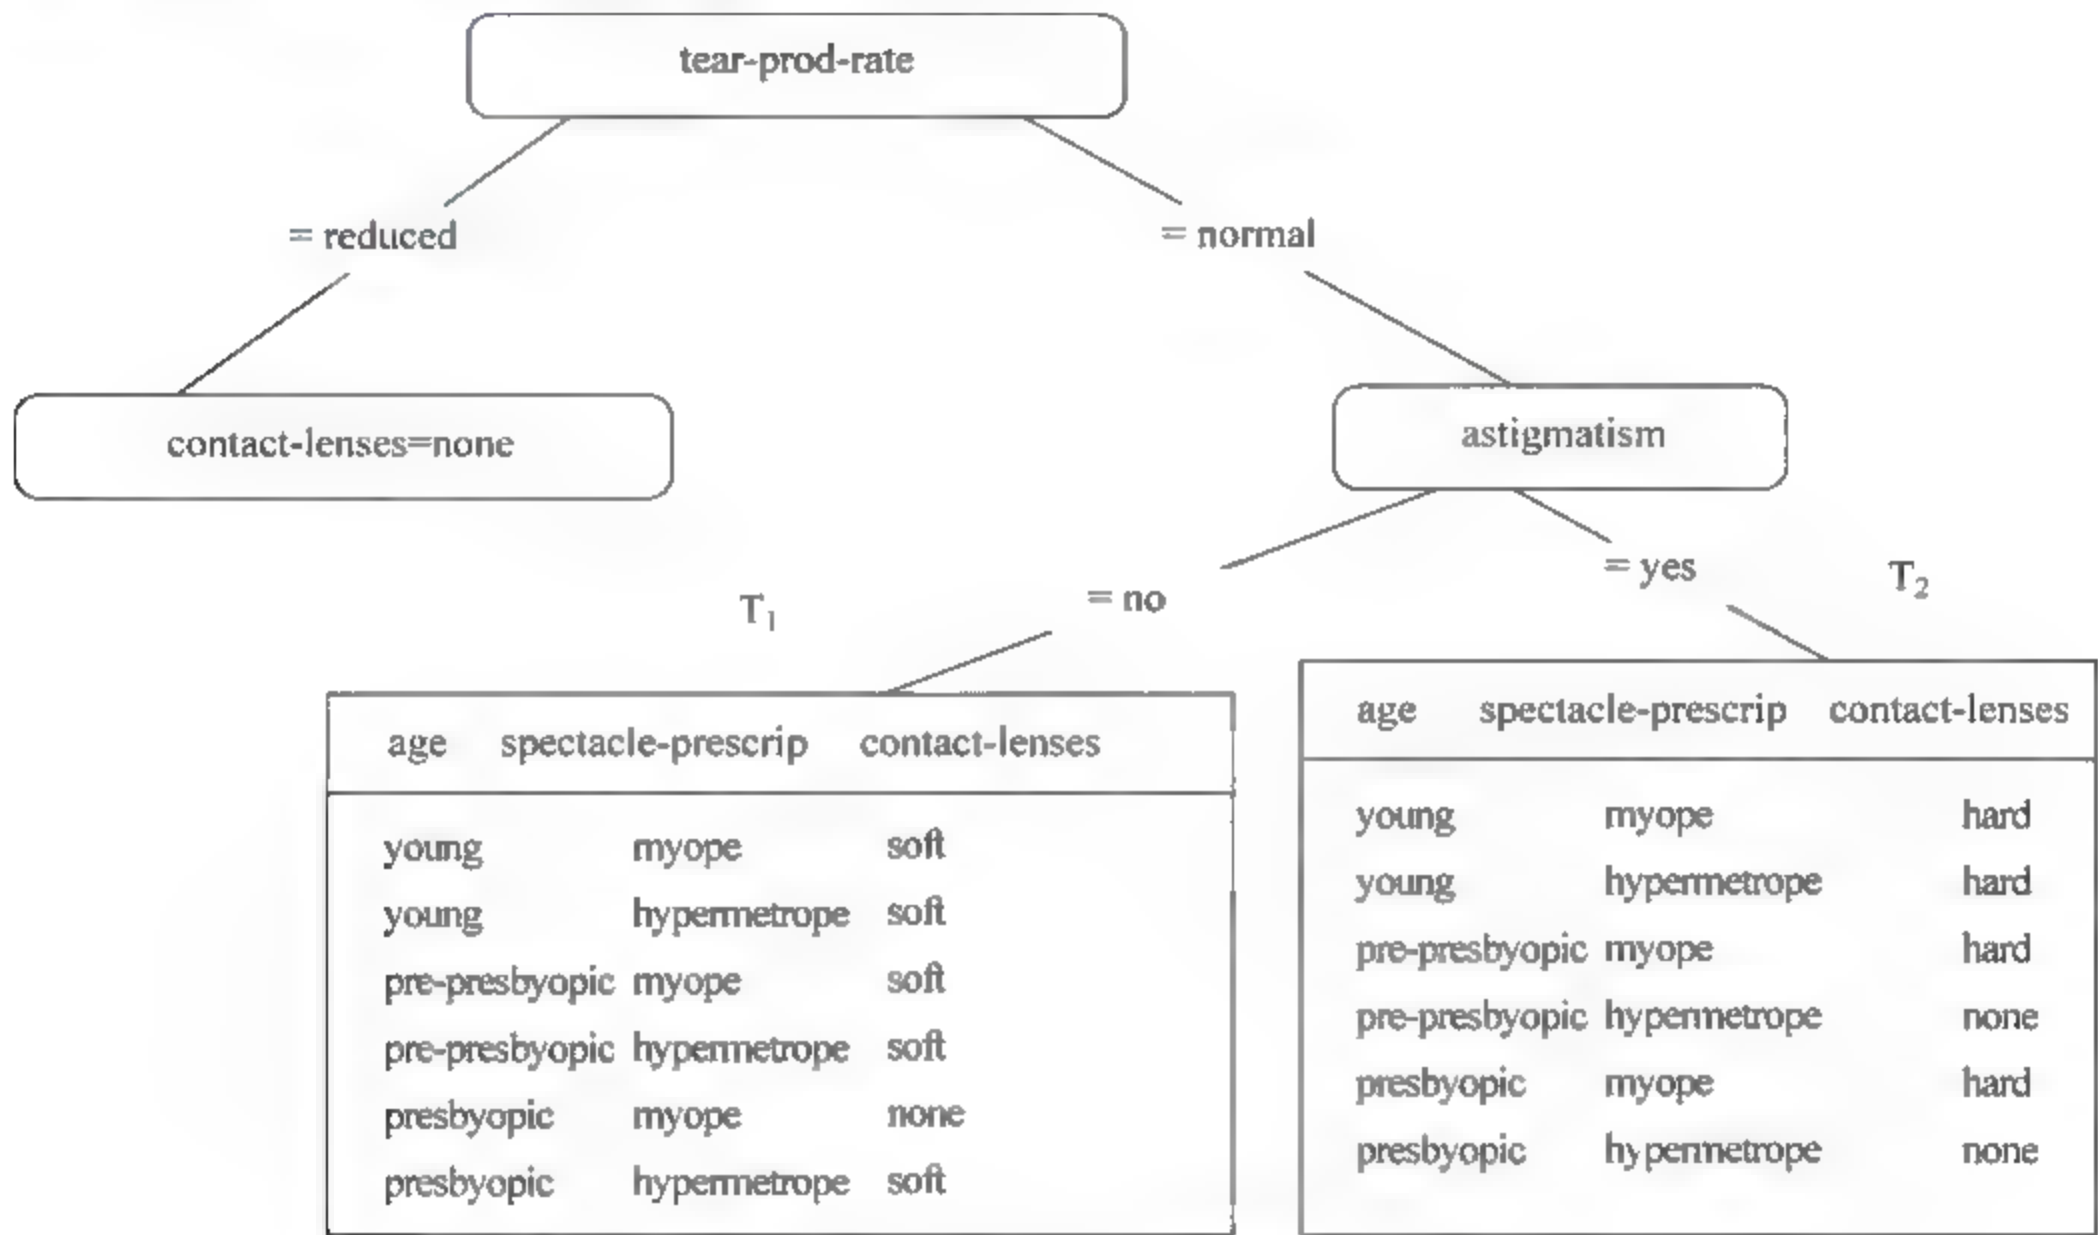 tear-prod-rate
= reduced
= normal
contact-lenses=none
astigmatism
= no
= yes
T₁
T₂
age spectacle-prescrip contact-lenses
young myope soft
young hypermetrope soft
pre-presbyopic myope soft
pre-presbyopic hypermetrope soft
presbyopic myope none
presbyopic hypermetrope soft
age spectacle-prescrip contact-lenses
young myope hard
young hypermetrope hard
pre-presbyopic myope hard
pre-presbyopic hypermetrope none
presbyopic myope hard
presbyopic hypermetrope none